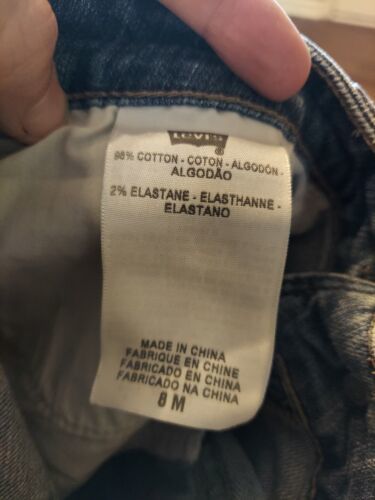 LEVI'S
98% COTTON - COTON - ALGODÓN -
ALGODÃO
2% ELASTANE - ELASTHANNE -
ELASTANO
MADE IN CHINA
FABRIQUE EN CHINE
FABRICADO EN CHINA
FABRICADO NA CHINA
8 M